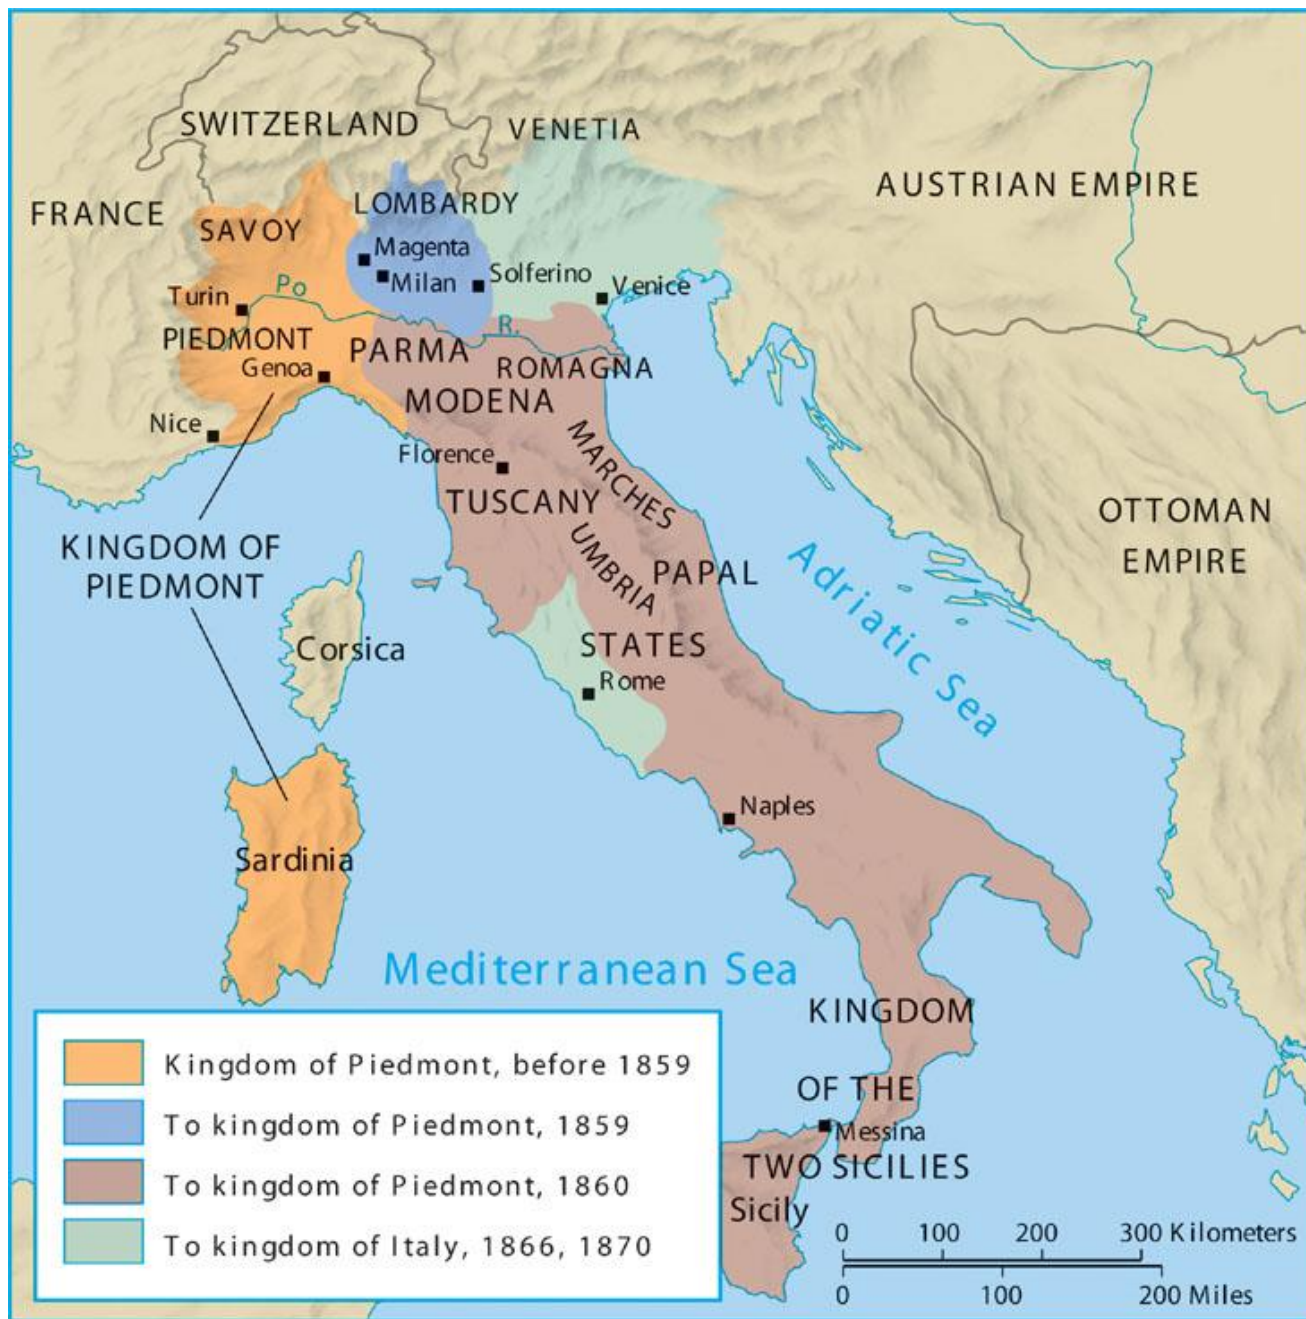 SWITZERLAND
VENETIA
AUSTRIAN EMPIRE
FRANCE
LOMBARDY
SAVOY
Magenta
Milan
Solferino
Venice
Turin
Po
R.
PIEDMONT
PARMA
Genoa
ROMAGNA
MODENA
Nice
Florence
MARCHES
TUSCANY
OTTOMAN
EMPIRE
UMBRIA
KINGDOM OF
PIEDMONT
PAPAL
STATES
Adriatic Sea
Corsica
Rome
Naples
Sardinia
Mediterranean Sea
KINGDOM
OF THE
Messina
TWO SICILIES
Sicily
Kingdom of Piedmont, before 1859
To kingdom of Piedmont, 1859
To kingdom of Piedmont, 1860
To kingdom of Italy, 1866, 1870
0 100 200 300 Kilometers
0 100 200 Miles